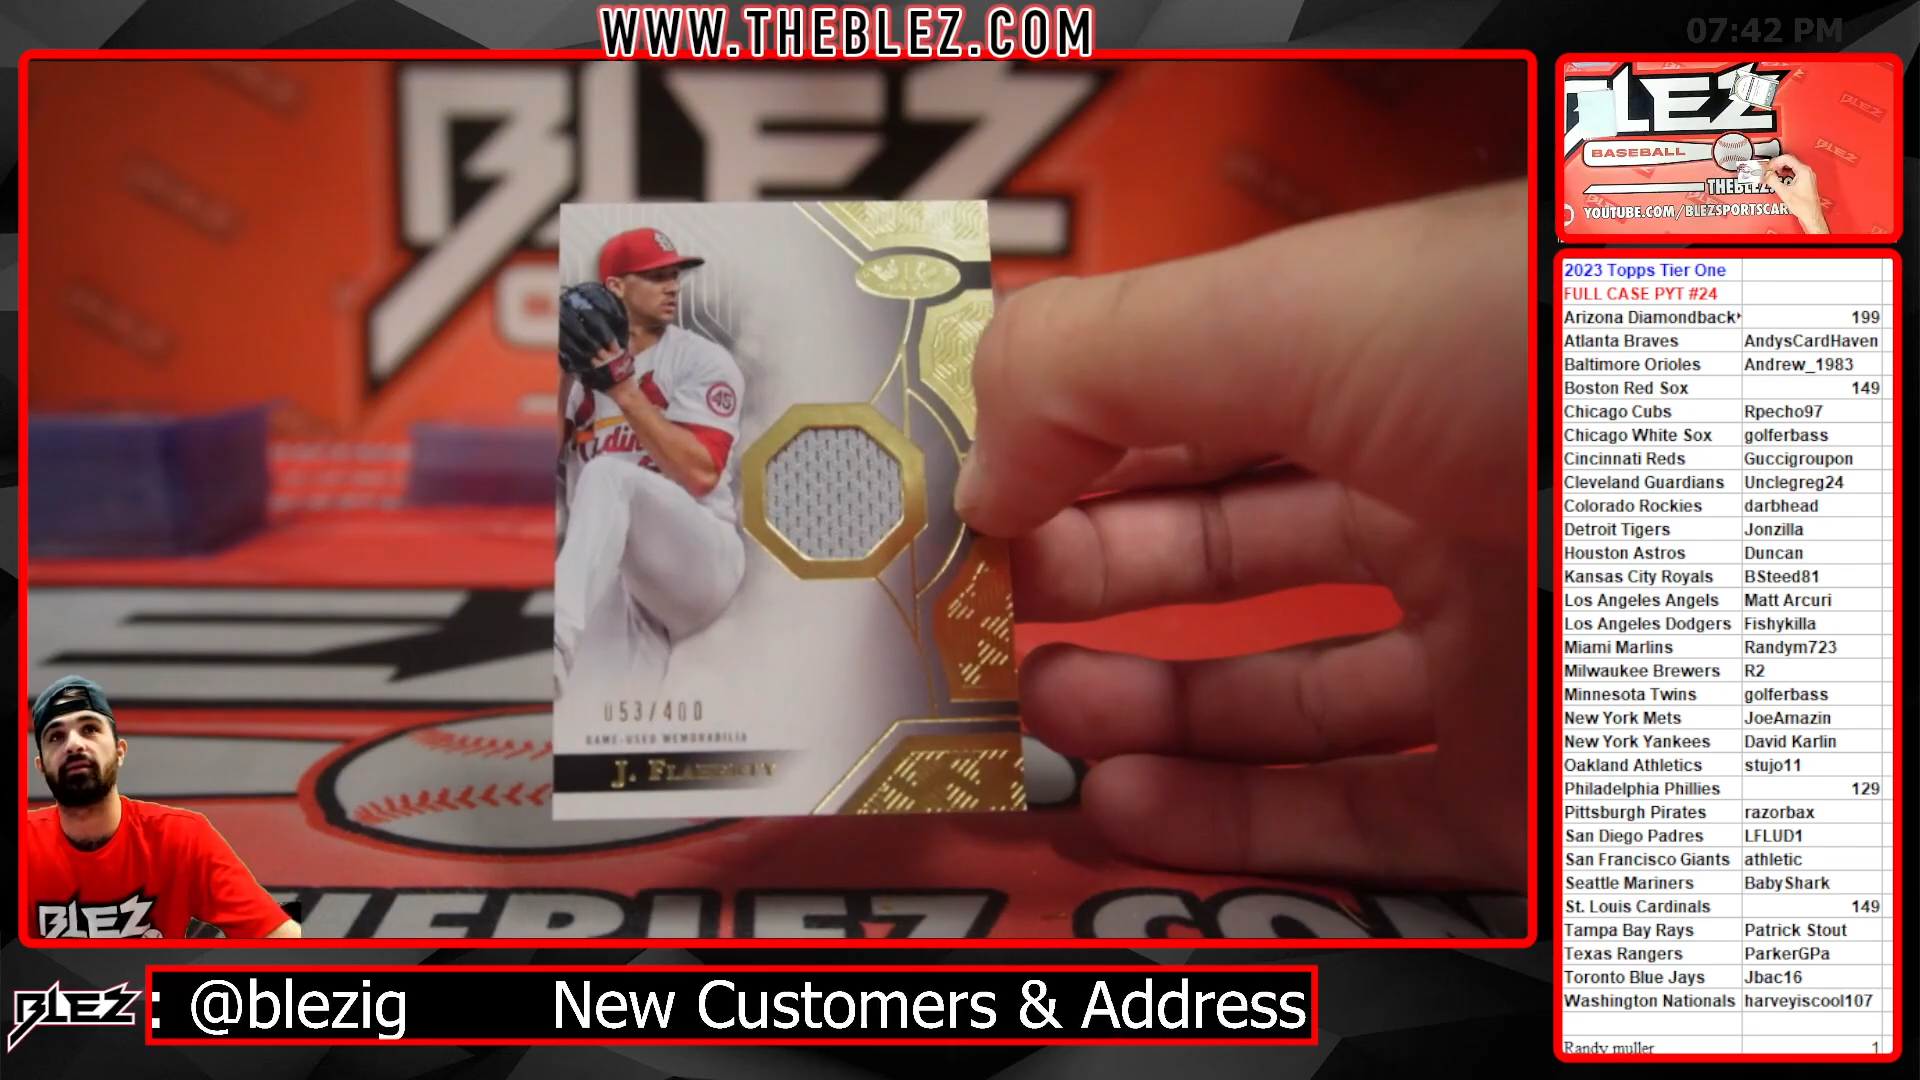 WWW.THEBLEZ.COM
07:42 PM
BLEZ
053/400
GAME-USED MEMORABILIA
J. FLAHERTY
45
BLEZ
BASEBALL
YOUTUBE.COM/BLEZSPORTSCAR
2023 Topps Tier One
FULL CASE PYT #24
Arizona Diamondback 199
Atlanta Braves AndysCardHaven
Baltimore Orioles Andrew_1983
Boston Red Sox 149
Chicago Cubs Rpecho97
Chicago White Sox golferbass
Cincinnati Reds Guccigroupon
Cleveland Guardians Unclegreg24
Colorado Rockies darbhead
Detroit Tigers Jonzilla
Houston Astros Duncan
Kansas City Royals BSteed81
Los Angeles Angels Matt Arcuri
Los Angeles Dodgers Fishykilla
Miami Marlins Randym723
Milwaukee Brewers R2
Minnesota Twins golferbass
New York Mets JoeAmazin
New York Yankees David Karlin
Oakland Athletics stujo11
Philadelphia Phillies 129
Pittsburgh Pirates razorbax
San Diego Padres LFLUD1
San Francisco Giants athletic
Seattle Mariners BabyShark
St. Louis Cardinals 149
Tampa Bay Rays Patrick Stout
Texas Rangers ParkerGPa
Toronto Blue Jays Jbac16
Washington Nationals harveyiscool107
Randy muller 1
BLEZ
BLEZ : @blezig New Customers & Address